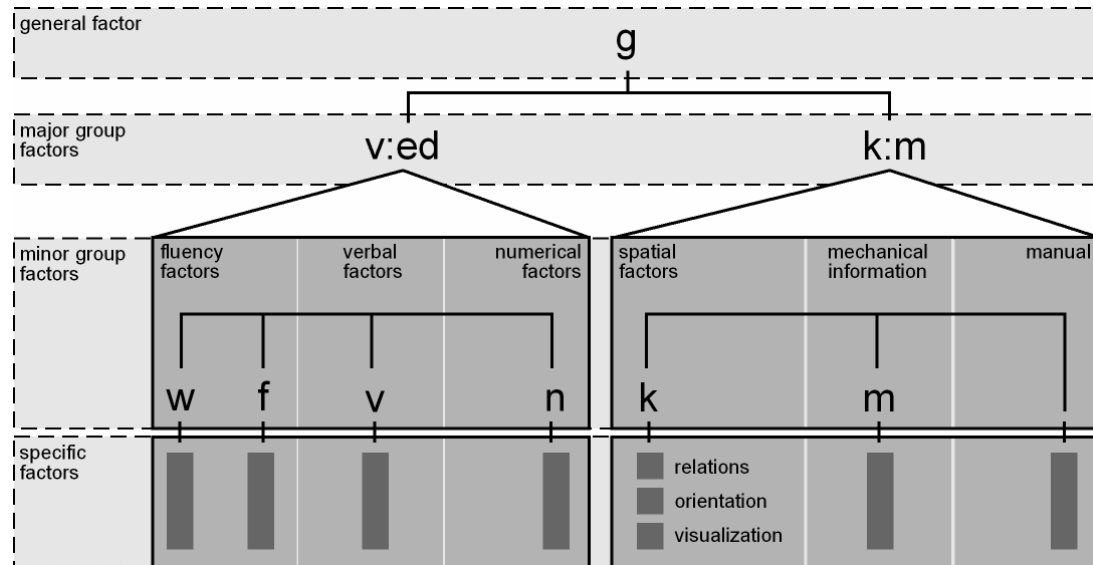 general factor
g
major group
factors
v:ed
k:m
minor group
factors
fluency
factors
verbal
factors
numerical
factors
spatial
factors
mechanical
information
manual
w
f
v
n
k
m
specific
factors
relations
orientation
visualization